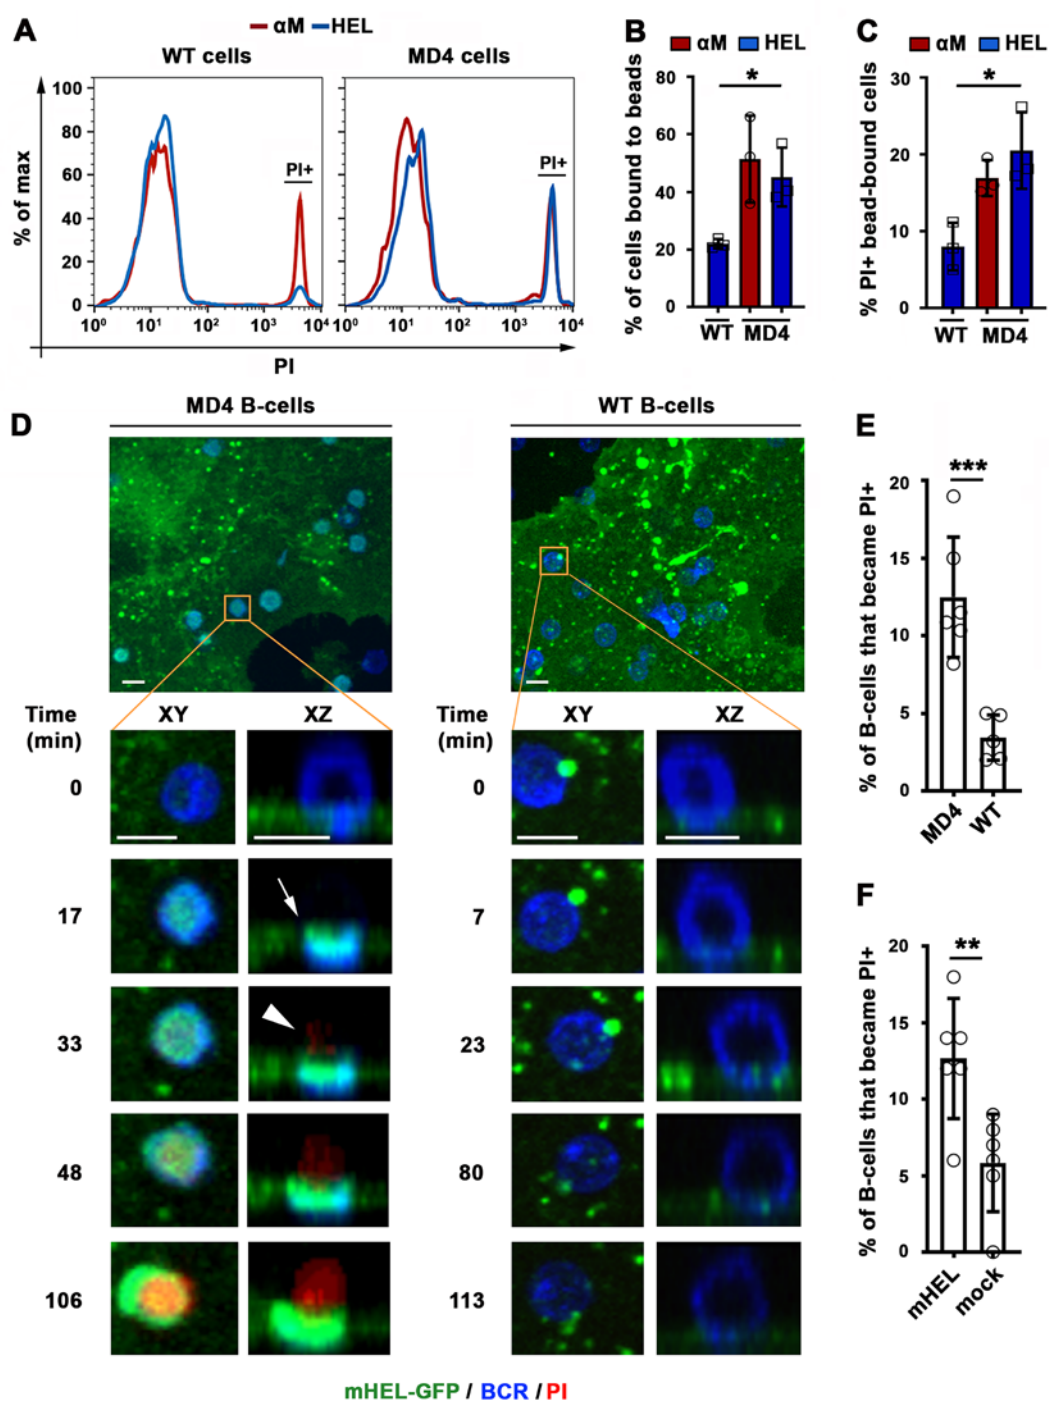 A
αM HEL
WT cells
MD4 cells
% of max
100
80
60
40
20
0
PI+
PI+
10⁰ 10¹ 10² 10³ 10⁴
10⁰ 10¹ 10² 10³ 10⁴
PI
B
αM HEL
% of cells bound to beads
80
60
40
20
0
*
WT MD4
C
αM HEL
% PI+ bead-bound cells
30
20
10
0
*
WT MD4
D
MD4 B-cells
WT B-cells
Time (min)
XY XZ
0
17
33
48
106
Time (min)
XY XZ
0
7
23
80
113
mHEL-GFP / BCR / PI
E
% of B-cells that became PI+
20
15
10
5
0
***
MD4 WT
F
% of B-cells that became PI+
20
15
10
5
0
**
mHEL mock